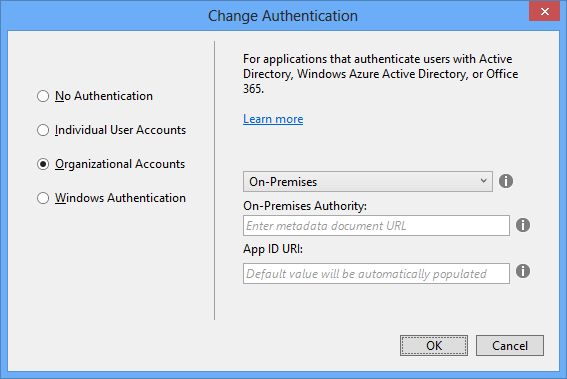 Change Authentication
No Authentication
Individual User Accounts
Organizational Accounts
Windows Authentication
For applications that authenticate users with Active
Directory, Windows Azure Active Directory, or Office
365.
Learn more
On-Premises
On-Premises Authority:
Enter metadata document URL
App ID URI:
Default value will be automatically populated
OK
Cancel